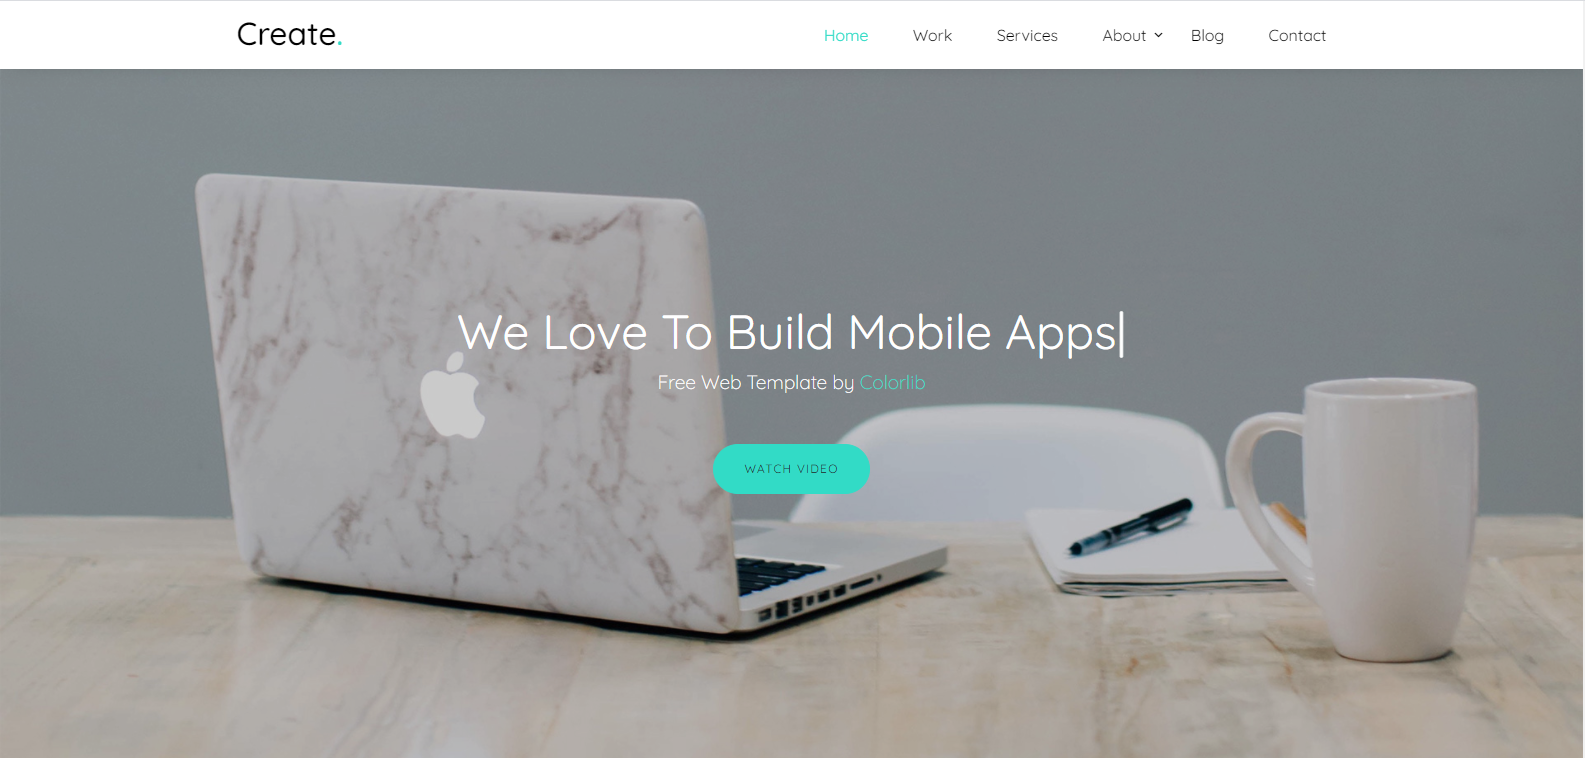 Create.
Home Work Services About Blog Contact
We Love To Build Mobile Apps|
Free Web Template by Colorlib
WATCH VIDEO